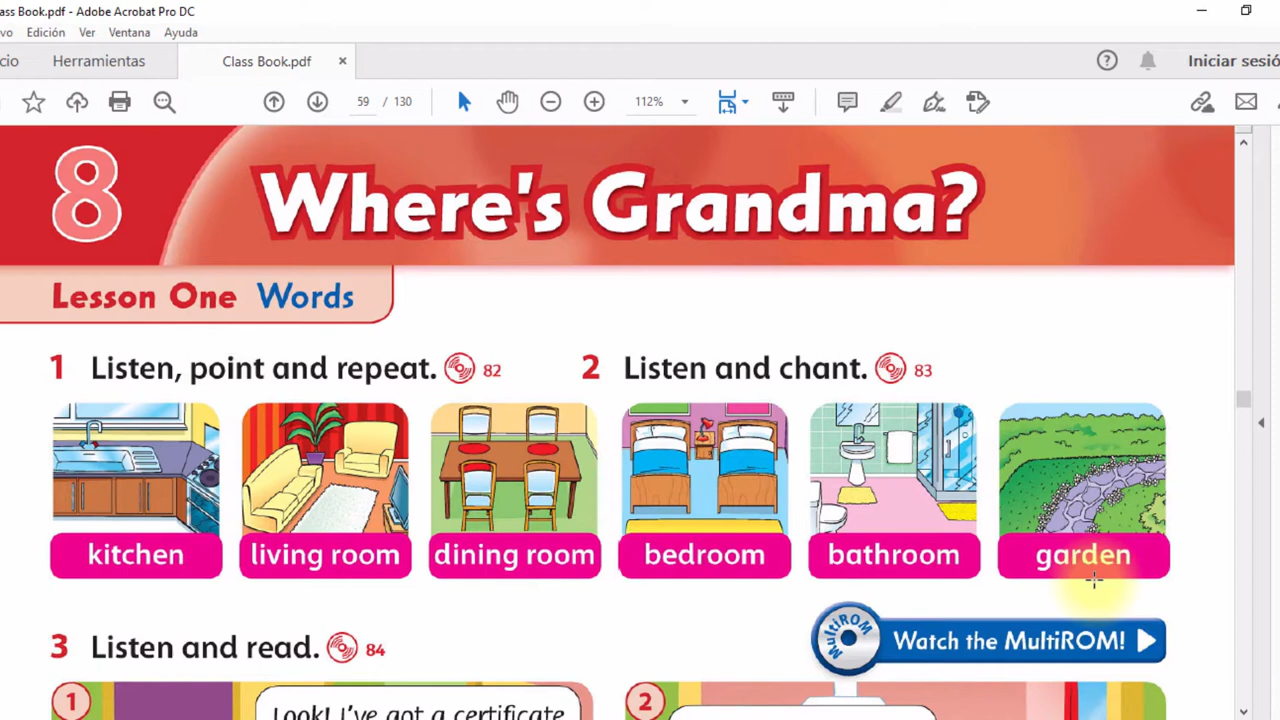 ass Book.pdf - Adobe Acrobat Pro DC
vo Edición Ver Ventana Ayuda
cio Herramientas Class Book.pdf × ? Iniciar sesió
59 / 130 112%
8 Where's Grandma?
Lesson One Words
1 Listen, point and repeat. 82
2 Listen and chant. 83
kitchen living room dining room bedroom bathroom garden
3 Listen and read. 84
MultiROM Watch the MultiROM!
1 Look! I've got a certificate
2